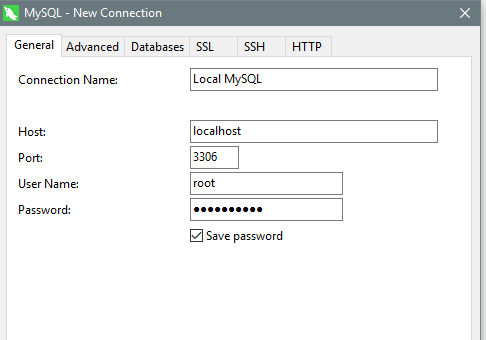 MySQL - New Connection
General Advanced Databases SSL SSH HTTP
Connection Name: Local MySQL
Host: localhost
Port: 3306
User Name: root
Password: ●●●●●●●●●●
Save password